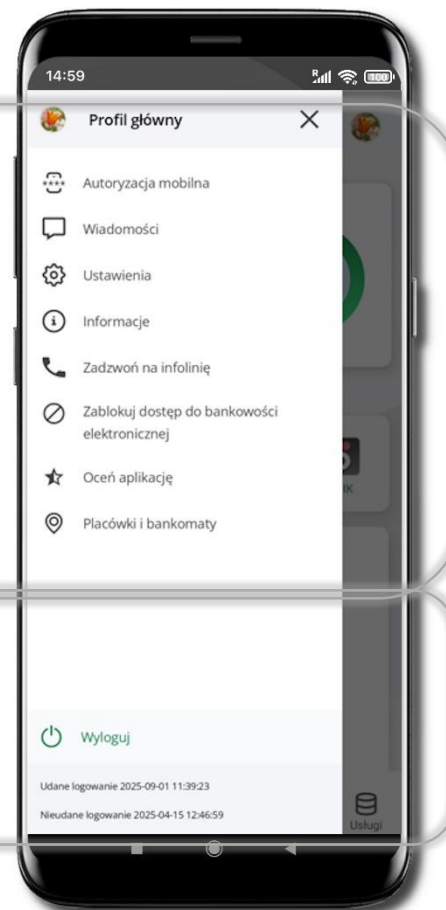 14:59
R
100
Profil główny
Autoryzacja mobilna
Wiadomości
Ustawienia
Informacje
Zadzwoń na infolinię
Zablokuj dostęp do bankowości
elektronicznej
Oceń aplikację
IK
Placówki i bankomaty
Wyloguj
Udane logowanie 2025-09-01 11:39:23
Nieudane logowanie 2025-04-15 12:46:59
Usługi